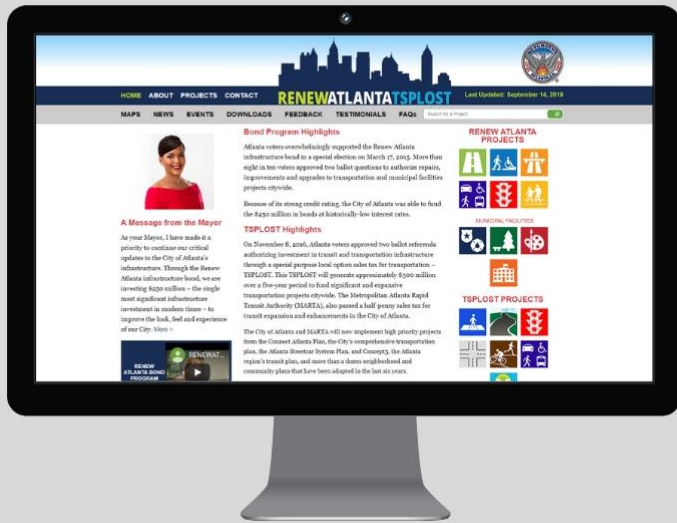 HOME ABOUT PROJECTS CONTACT
RENEWATLANTATSPLOST
Last Updated: September 14, 2018
MAPS NEWS EVENTS DOWNLOADS FEEDBACK TESTIMONIALS FAQs
Search for a Project
A Message from the Mayor
As your Mayor, I have made it a
priority to continue our critical
updates to the City of Atlanta's
infrastructure. Through the Renew
Atlanta infrastructure bond, we are
investing $250 million – the single
most significant infrastructure
investment in modern times – to
improve the look, feel and experience
of our City. More >
RENEW
ATLANTA BOND
PROGRAM
RENEWAT...
Bond Program Highlights
Atlanta voters overwhelmingly supported the Renew Atlanta
infrastructure bond in a special election on March 17, 2015. More than
eight in ten voters approved two ballot questions to authorize repairs,
improvements and upgrades to transportation and municipal facilities
projects citywide.
Because of its strong credit rating, the City of Atlanta was able to fund
the $250 million in bonds at historically-low interest rates.
TSPLOST Highlights
On November 8, 2016, Atlanta voters approved two ballot referenda
authorizing investment in transit and transportation infrastructure
through a special purpose local option sales tax for transportation –
TSPLOST. This TSPLOST will generate approximately $300 million
over a five-year period to fund significant and expansive
transportation projects citywide. The Metropolitan Atlanta Rapid
Transit Authority (MARTA), also passed a half-penny sales tax for
transit expansion and enhancements in the City of Atlanta.
The City of Atlanta and MARTA will now implement high priority projects
from the Connect Atlanta Plan, the City's comprehensive transportation
plan, the Atlanta Streetcar System Plan, and Concept3, the Atlanta
region's transit plan, and more than a dozen neighborhood and
community plans that have been adopted in the last six years.
RENEW ATLANTA
PROJECTS
MUNICIPAL FACILITIES
TSPLOST PROJECTS